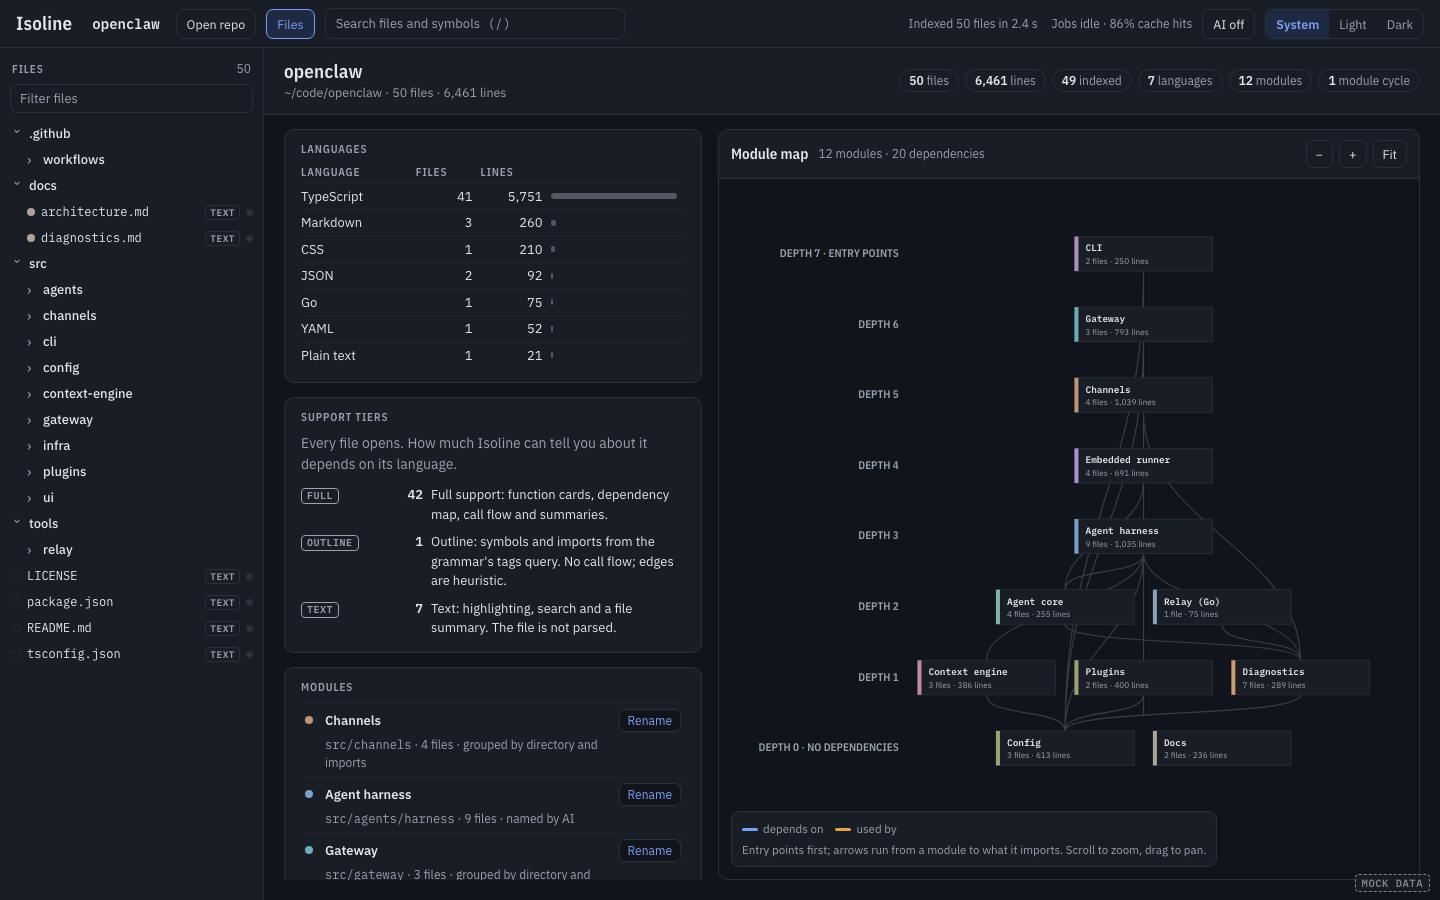 Isoline openclaw Open repo Files Search files and symbols (/) Indexed 50 files in 2.4 s Jobs idle · 86% cache hits AI off System Light Dark
FILES 50
Filter files
.github
workflows
docs
architecture.md TEXT
diagnostics.md TEXT
src
agents
channels
cli
config
context-engine
gateway
infra
plugins
ui
tools
relay
LICENSE TEXT
package.json TEXT
README.md TEXT
tsconfig.json TEXT
openclaw
~/code/openclaw · 50 files · 6,461 lines
50 files 6,461 lines 49 indexed 7 languages 12 modules 1 module cycle
LANGUAGES
LANGUAGE FILES LINES
TypeScript 41 5,751
Markdown 3 260
CSS 1 210
JSON 2 92
Go 1 75
YAML 1 52
Plain text 1 21
SUPPORT TIERS
Every file opens. How much Isoline can tell you about it
depends on its language.
FULL 42 Full support: function cards, dependency
map, call flow and summaries.
OUTLINE 1 Outline: symbols and imports from the
grammar's tags query. No call flow; edges
are heuristic.
TEXT 7 Text: highlighting, search and a file
summary. The file is not parsed.
MODULES
Channels Rename
src/channels · 4 files · grouped by directory and
imports
Agent harness Rename
src/agents/harness · 9 files · named by AI
Gateway Rename
src/gateway · 3 files · grouped by directory and
Module map 12 modules · 20 dependencies − + Fit
DEPTH 7 · ENTRY POINTS
CLI
2 files · 250 lines
DEPTH 6
Gateway
3 files · 793 lines
DEPTH 5
Channels
4 files · 1,039 lines
DEPTH 4
Embedded runner
4 files · 691 lines
DEPTH 3
Agent harness
9 files · 1,035 lines
DEPTH 2
Agent core
4 files · 255 lines
Relay (Go)
1 file · 75 lines
DEPTH 1
Context engine
3 files · 386 lines
Plugins
2 files · 400 lines
Diagnostics
7 files · 289 lines
DEPTH 0 · NO DEPENDENCIES
Config
3 files · 613 lines
Docs
2 files · 236 lines
depends on used by
Entry points first; arrows run from a module to what it imports. Scroll to zoom, drag to pan.
MOCK DATA